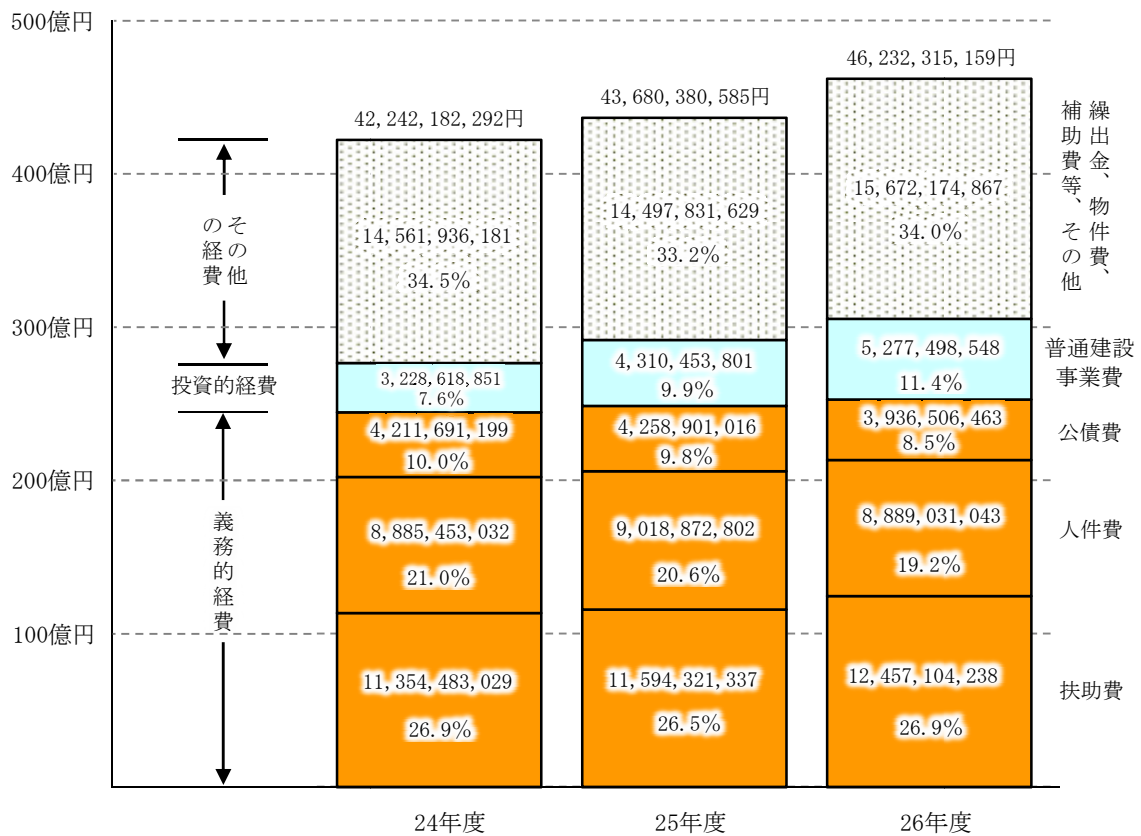 500億円
400億円
300億円
200億円
100億円
その他
の経費
投資的経費
義務的経費
42,242,182,292円
14,561,936,181
34.5%
3,228,618,851
7.6%
4,211,691,199
10.0%
8,885,453,032
21.0%
11,354,483,029
26.9%
24年度
43,680,380,585円
14,497,831,629
33.2%
4,310,453,801
9.9%
4,258,901,016
9.8%
9,018,872,802
20.6%
11,594,321,337
26.5%
25年度
46,232,315,159円
15,672,174,867
34.0%
5,277,498,548
11.4%
3,936,506,463
8.5%
8,889,031,043
19.2%
12,457,104,238
26.9%
26年度
繰出金、物件費、
補助費等、その他
普通建設
事業費
公債費
人件費
扶助費